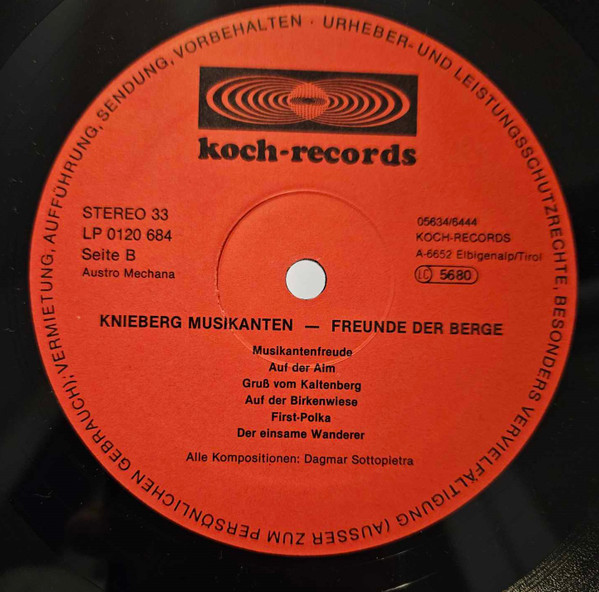 koch-records
STEREO 33
LP 0120 684
Seite B
Austro Mechana
05634/6444
KOCH-RECORDS
A-6652 Elbigenalp/Tirol
LC 5680
KNIEBERG MUSIKANTEN — FREUNDE DER BERGE
Musikantenfreude
Auf der Alm
Gruß vom Kaltenberg
Auf der Birkenwiese
First-Polka
Der einsame Wanderer
Alle Kompositionen: Dagmar Sottopietra
URHEBER- UND LEISTUNGSSCHUTZRECHTE, BESONDERS VERVIELFÄLTIGUNG (AUSSER ZUM PERSÖNLICHEN GEBRAUCH); VERMIETUNG, AUFFÜHRUNG, SENDUNG, VORBEHALTEN ·